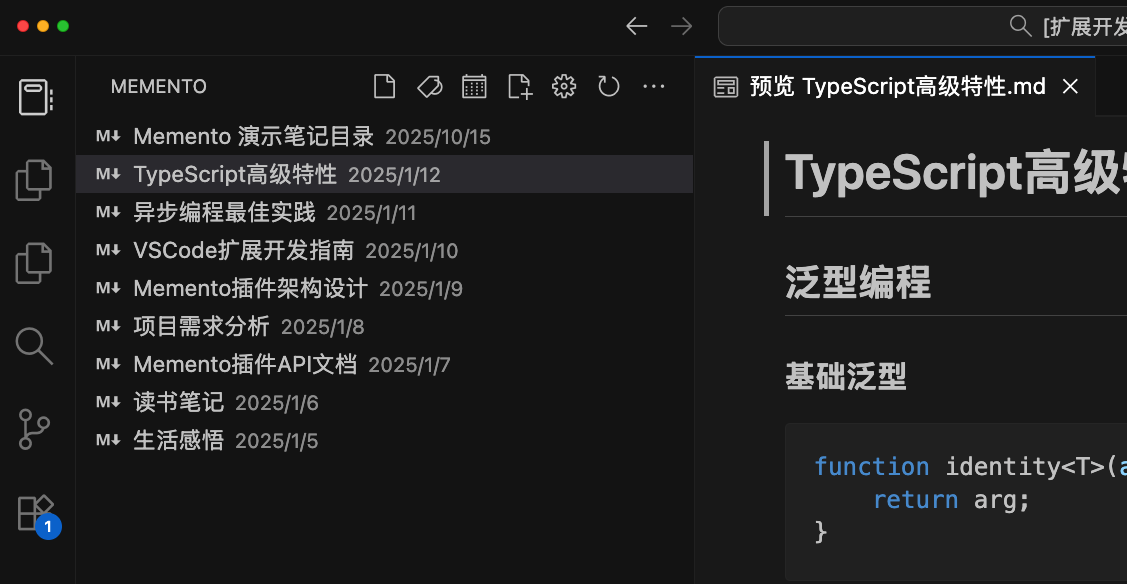 [扩展开发
MEMENTO
预览 TypeScript高级特性.md
M↓ Memento 演示笔记目录 2025/10/15
M↓ TypeScript高级特性 2025/1/12
M↓ 异步编程最佳实践 2025/1/11
M↓ VSCode扩展开发指南 2025/1/10
M↓ Memento插件架构设计 2025/1/9
M↓ 项目需求分析 2025/1/8
M↓ Memento插件API文档 2025/1/7
M↓ 读书笔记 2025/1/6
M↓ 生活感悟 2025/1/5
1
TypeScript高级
泛型编程
基础泛型
function identity<T>(a
return arg;
}